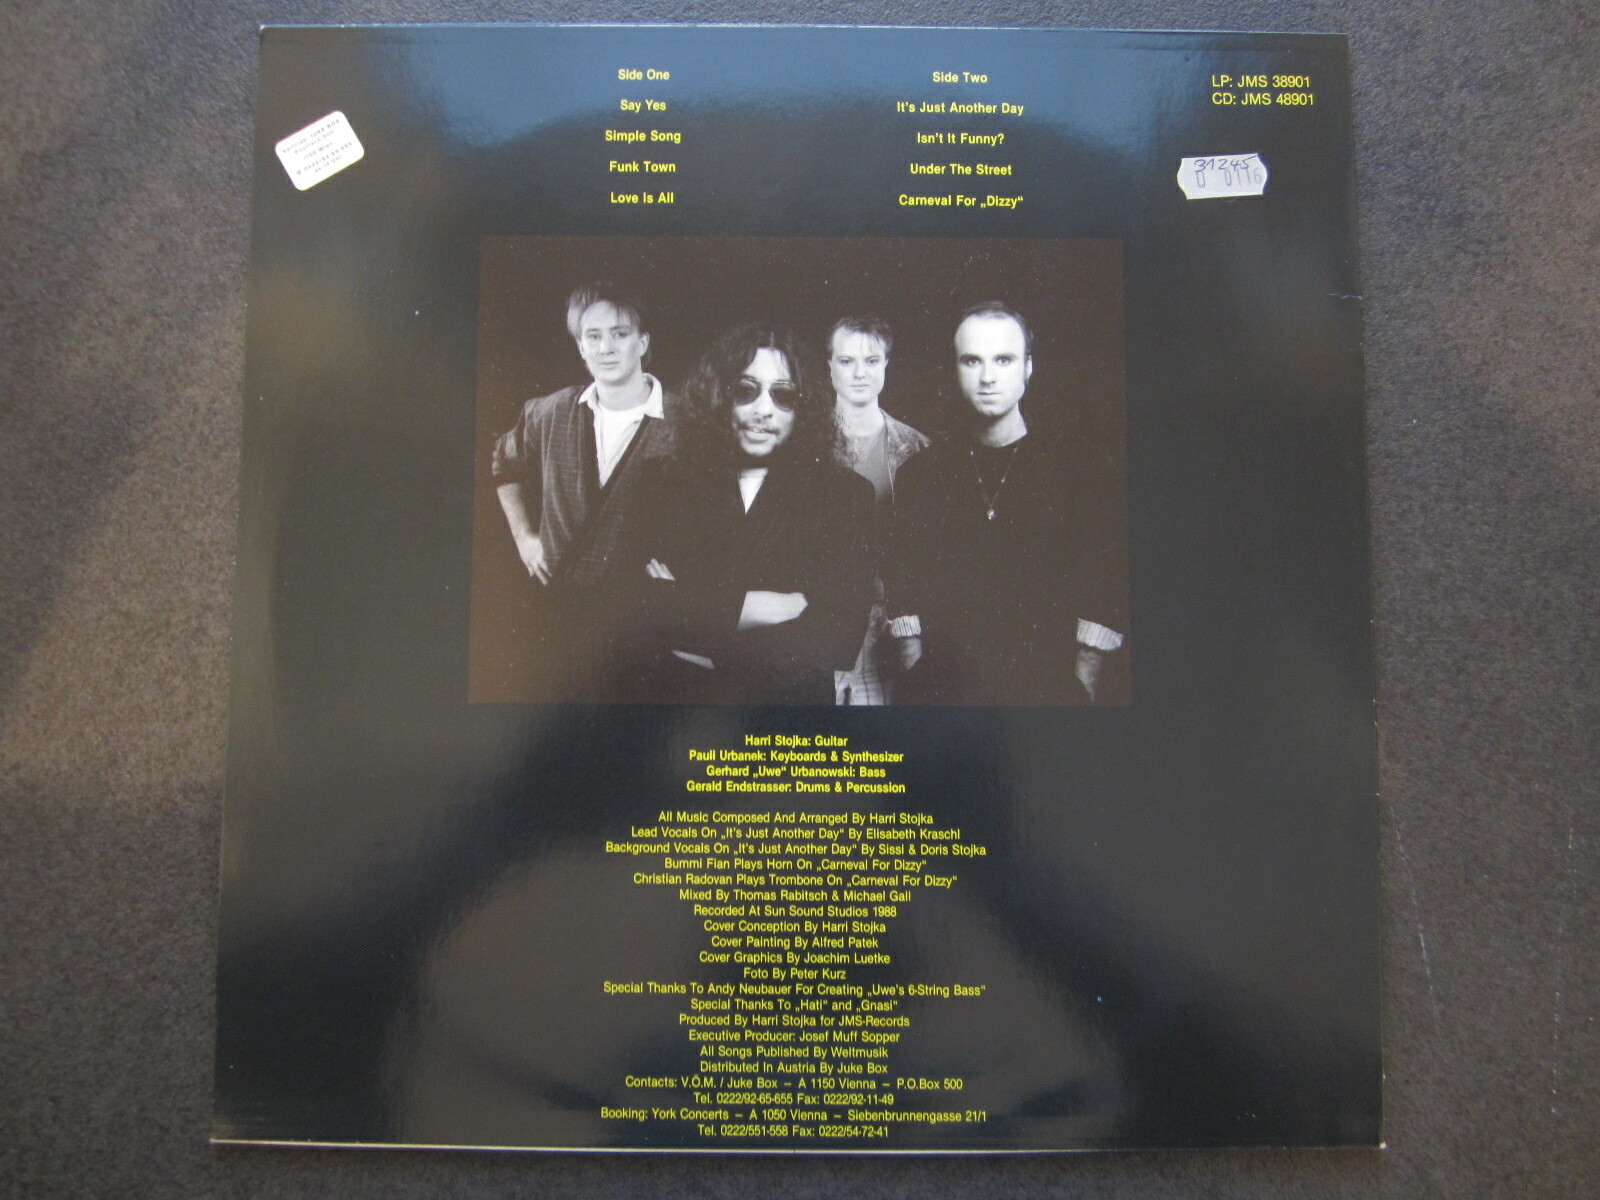 Side One
Say Yes
Simple Song
Funk Town
Love Is All
Side Two
It's Just Another Day
Isn't It Funny?
Under The Street
Carneval For „Dizzy“
LP: JMS 38901
CD: JMS 48901
31245
0 0116
Harri Stojka: Guitar
Pauli Urbanek: Keyboards & Synthesizer
Gerhard „Uwe“ Urbanowski: Bass
Gerald Endstrasser: Drums & Percussion
All Music Composed And Arranged By Harri Stojka
Lead Vocals On „It's Just Another Day“ By Elisabeth Kraschl
Background Vocals On „It's Just Another Day“ By Sissi & Doris Stojka
Bummi Fian Plays Horn On „Carneval For Dizzy“
Christian Radovan Plays Trombone On „Carneval For Dizzy“
Mixed By Thomas Rabitsch & Michael Gall
Recorded At Sun Sound Studios 1988
Cover Conception By Harri Stojka
Cover Painting By Alfred Patek
Cover Graphics By Joachim Luetke
Foto By Peter Kurz
Special Thanks To Andy Neubauer For Creating „Uwe's 6-String Bass“
Special Thanks To „Hati“ and „Gnasi“
Produced By Harri Stojka for JMS-Records
Executive Producer: Josef Muff Sopper
All Songs Published By Weltmusik
Distributed In Austria By Juke Box
Contacts: V.Ö.M. / Juke Box – A 1150 Vienna – P.O.Box 500
Tel. 0222/92-65-655 Fax: 0222/92-11-49
Booking: York Concerts – A 1050 Vienna – Siebenbrunnengasse 21/1
Tel. 0222/551-558 Fax: 0222/54-72-41